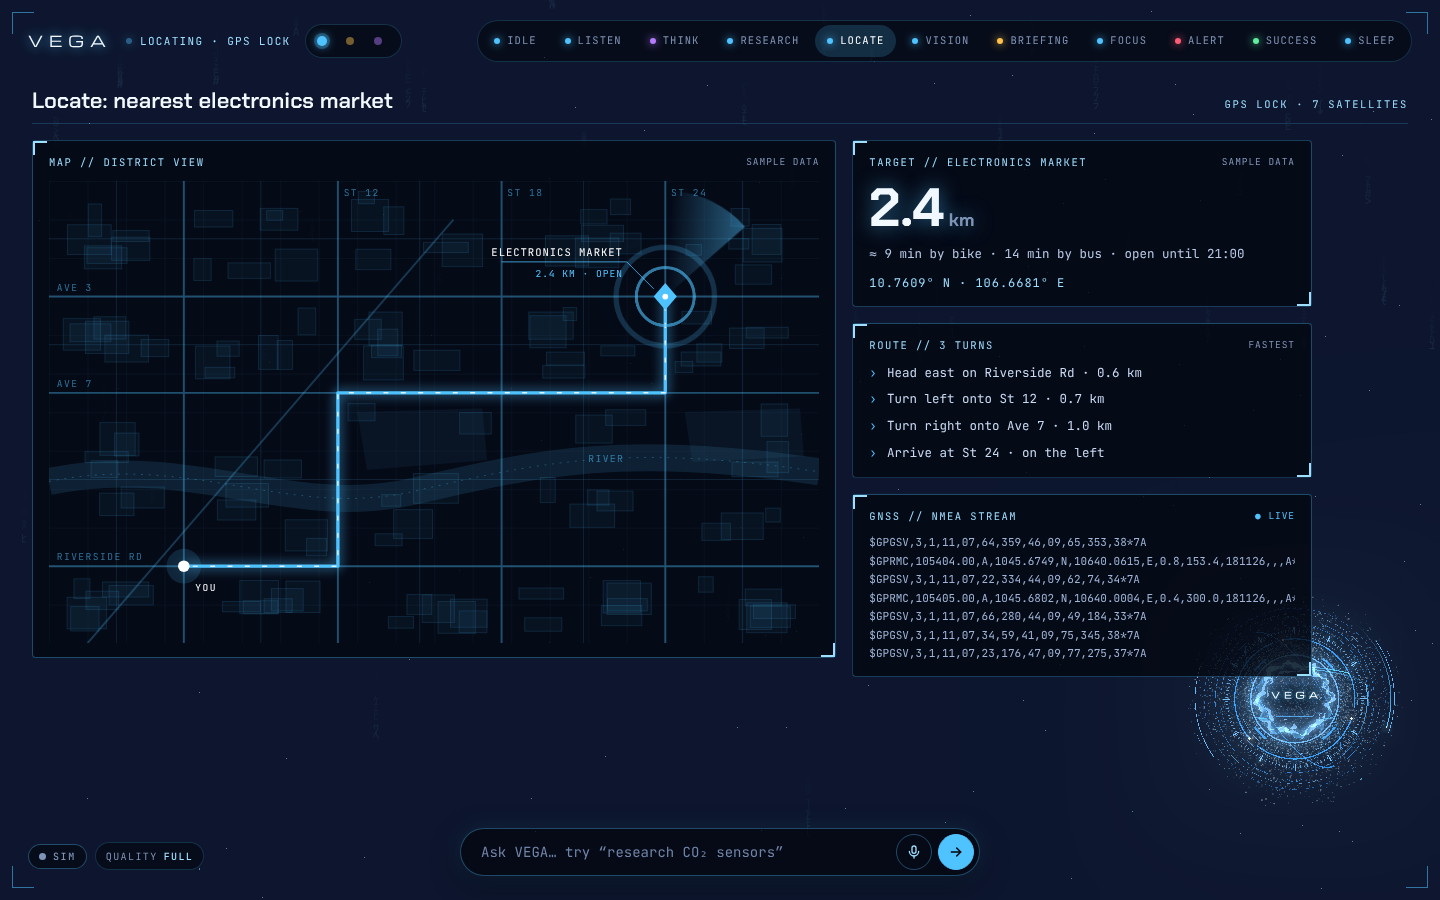 VEGA
LOCATING · GPS LOCK
IDLE
LISTEN
THINK
RESEARCH
LOCATE
VISION
BRIEFING
FOCUS
ALERT
SUCCESS
SLEEP
Locate: nearest electronics market
GPS LOCK · 7 SATELLITES
MAP // DISTRICT VIEW
SAMPLE DATA
ST 12
ST 18
ST 24
ELECTRONICS MARKET
2.4 KM · OPEN
AVE 3
AVE 7
RIVER
RIVERSIDE RD
YOU
TARGET // ELECTRONICS MARKET
SAMPLE DATA
2.4 km
≈ 9 min by bike · 14 min by bus · open until 21:00
10.7609° N · 106.6681° E
ROUTE // 3 TURNS
FASTEST
› Head east on Riverside Rd · 0.6 km
› Turn left onto St 12 · 0.7 km
› Turn right onto Ave 7 · 1.0 km
› Arrive at St 24 · on the left
GNSS // NMEA STREAM
LIVE
$GPGSV,3,1,11,07,64,359,46,09,65,353,38*7A
$GPRMC,105404.00,A,1045.6749,N,10640.0615,E,0.8,153.4,181126,,,A*
$GPGSV,3,1,11,07,22,334,44,09,62,74,34*7A
$GPRMC,105405.00,A,1045.6802,N,10640.0004,E,0.4,300.0,181126,,,A*
$GPGSV,3,1,11,07,66,280,44,09,49,184,33*7A
$GPGSV,3,1,11,07,34,59,41,09,75,345,38*7A
$GPGSV,3,1,11,07,23,176,47,09,77,275,37*7A
VEGA
SIM
QUALITY FULL
Ask VEGA… try “research CO₂ sensors”